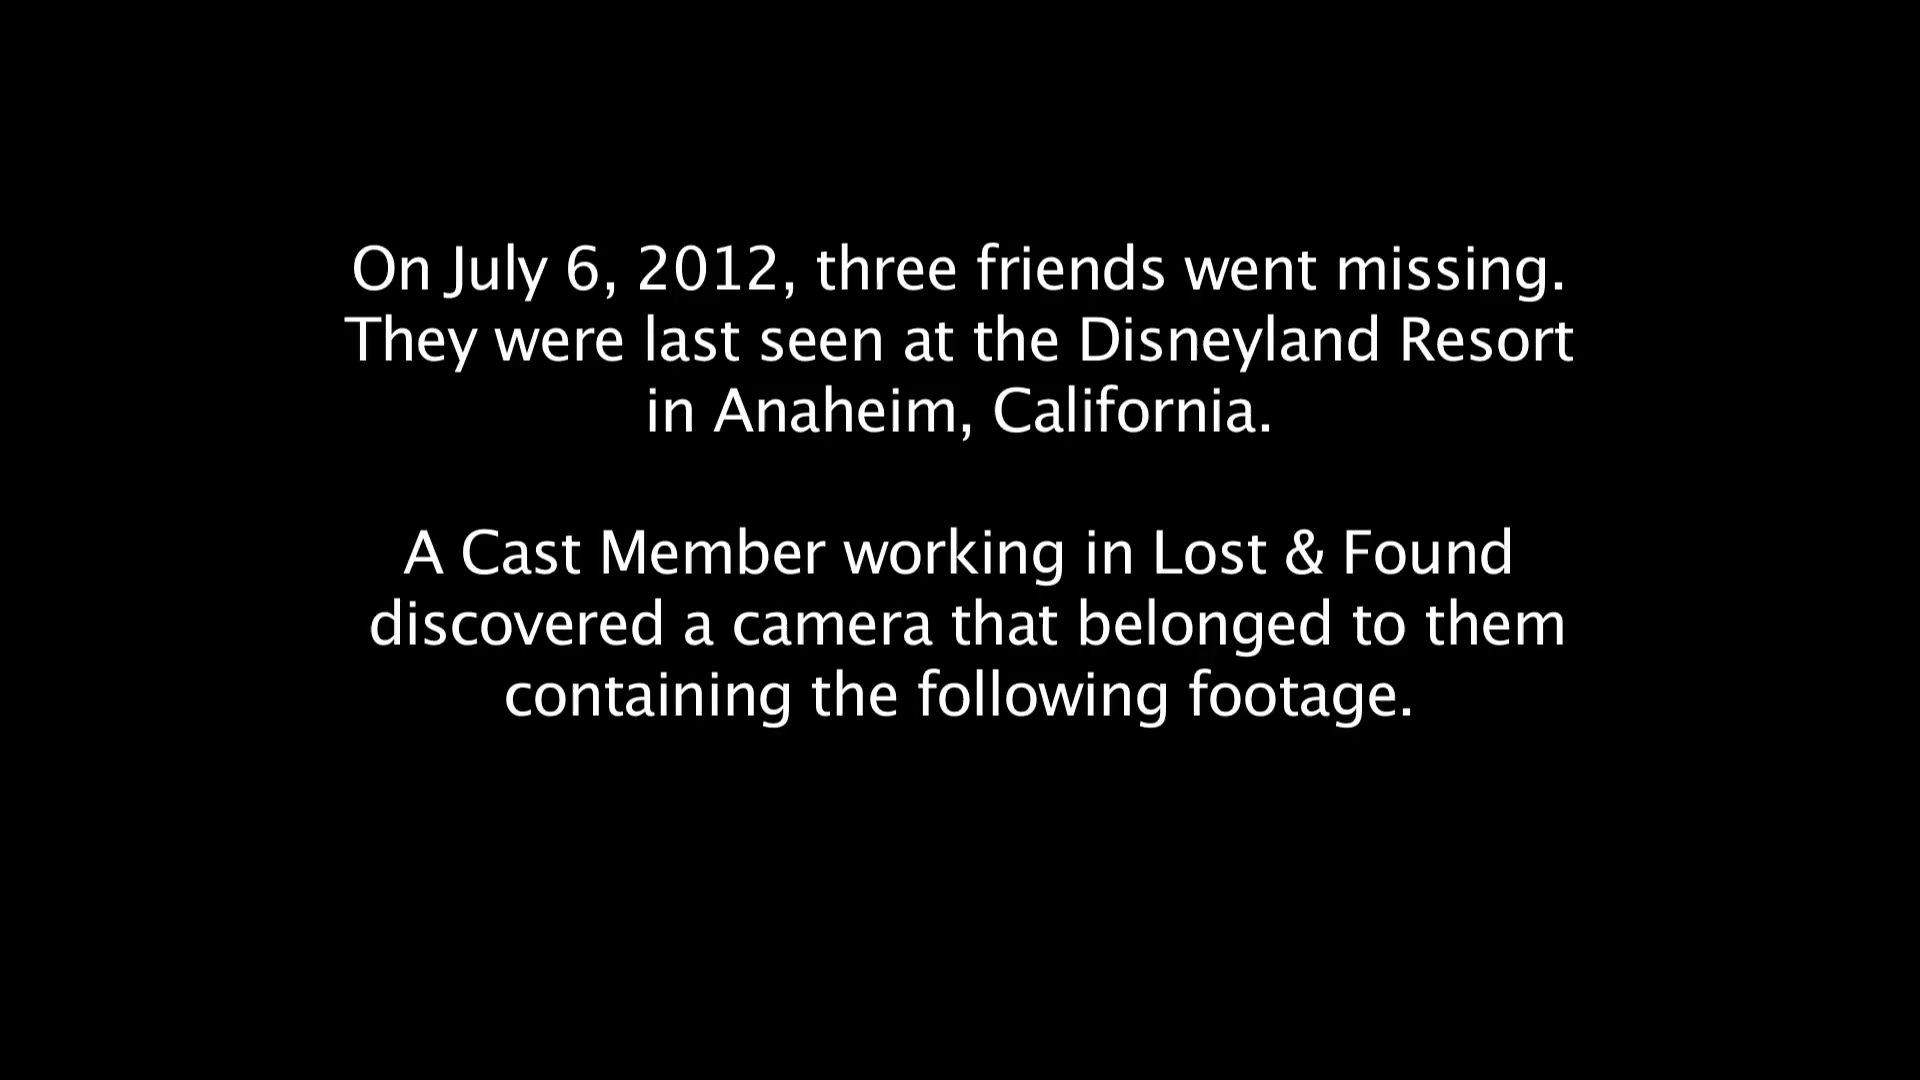 On July 6, 2012, three friends went missing.
They were last seen at the Disneyland Resort
in Anaheim, California.
A Cast Member working in Lost & Found
discovered a camera that belonged to them
containing the following footage.